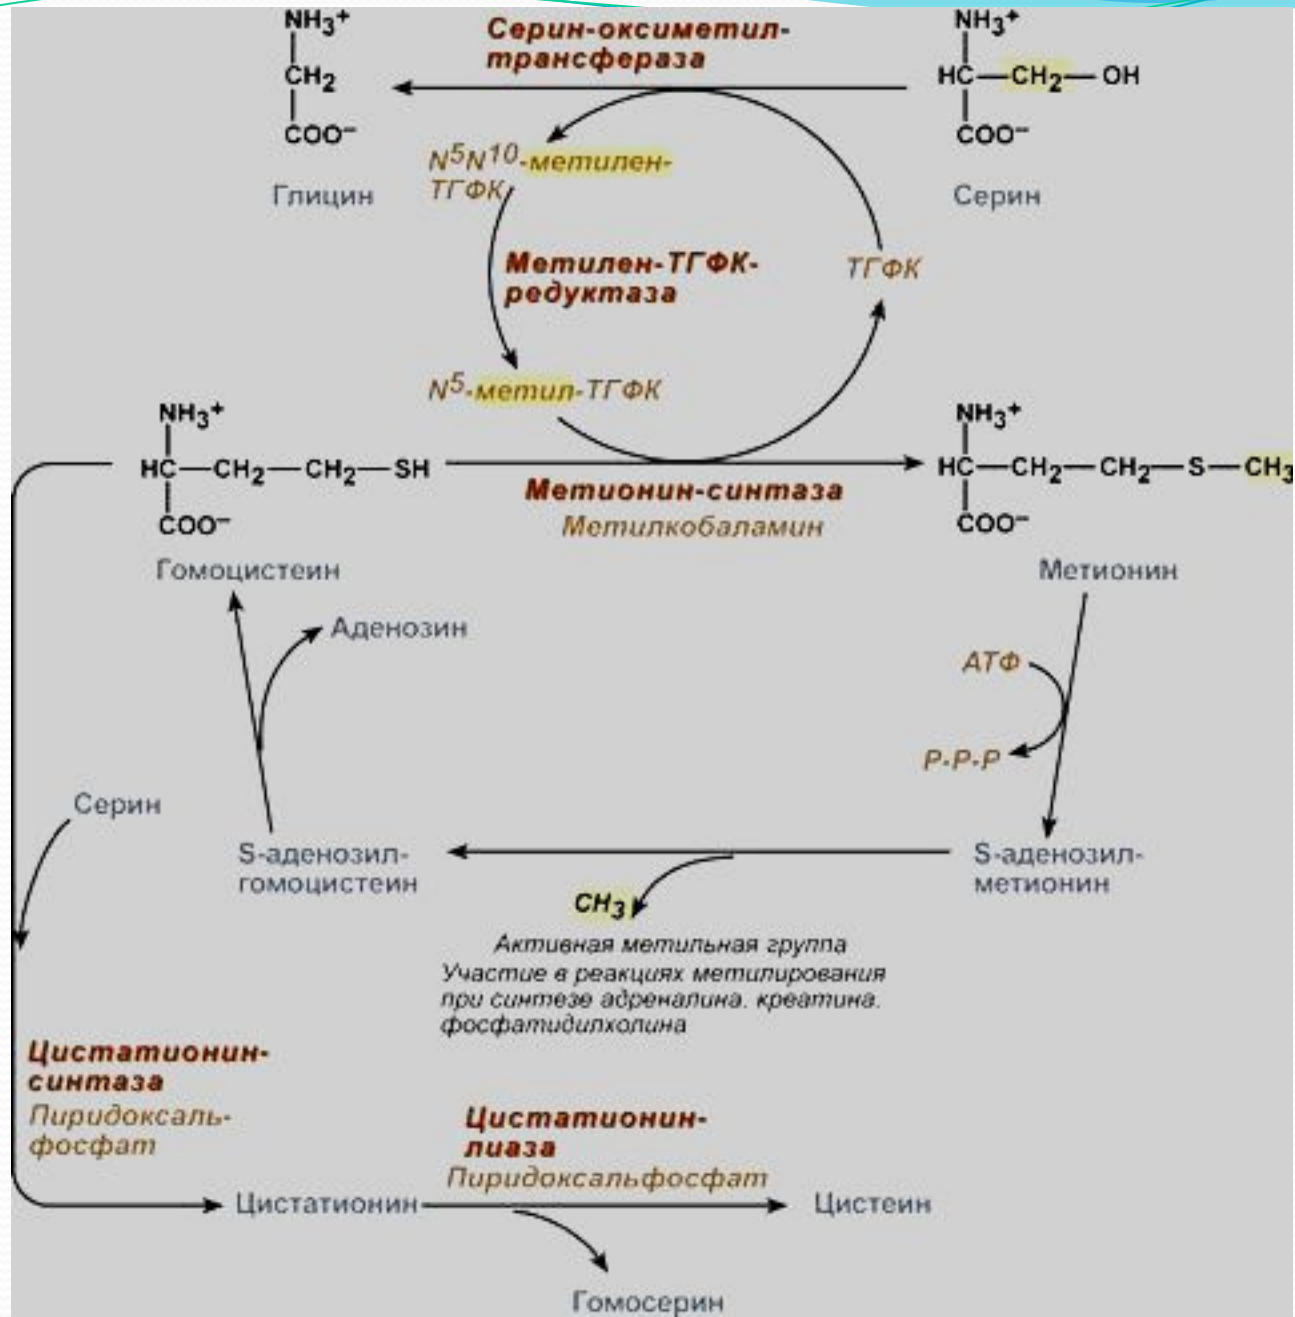 NH₃⁺
CH₂
COO⁻
Глицин
Серин-оксиметил-
трансфераза
NH₃⁺
HC—CH₂—OH
COO⁻
Серин
N⁵N¹⁰-метилен-
ТГФК
Метилен-ТГФК-
редуктаза
ТГФК
N⁵-метил-ТГФК
NH₃⁺
HC—CH₂—CH₂—SH
COO⁻
Гомоцистеин
Метионин-синтаза
Метилкобаламин
NH₃⁺
HC—CH₂—CH₂—S—CH₃
COO⁻
Метионин
Аденозин
АТФ
Р-Р-Р
Серин
S-аденозил-
гомоцистеин
S-аденозил-
метионин
CH₃
Активная метильная группа
Участие в реакциях метилирования
при синтезе адреналина. креатина.
фосфатидилхолина
Цистатионин-
синтаза
Пиридоксаль-
фосфат
Цистатионин-
лиаза
Пиридоксальфосфат
Цистатионин
Цистеин
Гомосерин